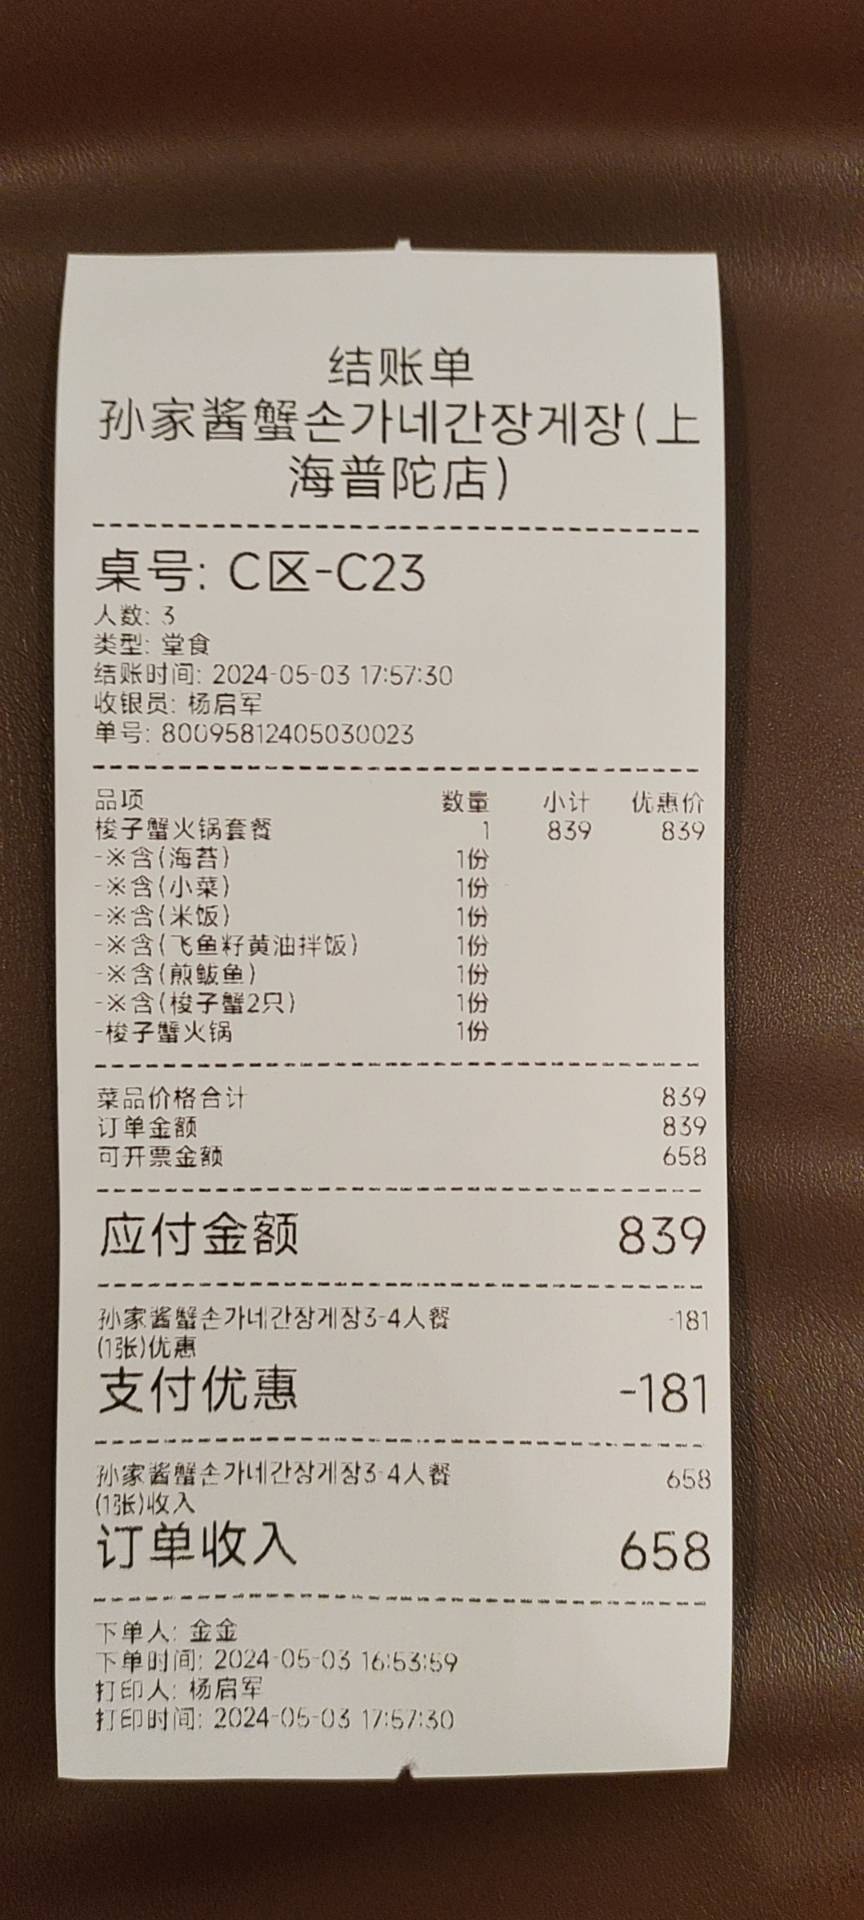 结账单
孙家酱蟹손가네간장게장(上
海普陀店)
桌号: C区-C23
人数: 3
类型: 堂食
结账时间: 2024-05-03 17:57:30
收银员: 杨启军
单号: 800958124050300​23
品项 数量 小计 优惠价
梭子蟹火锅套餐 1 839 839
-※含(海苔) 1份
-※含(小菜) 1份
-※含(米饭) 1份
-※含(飞鱼籽黄油拌饭) 1份
-※含(煎鲅鱼) 1份
-※含(梭子蟹2只) 1份
-梭子蟹火锅 1份
菜品价格合计 839
订单金额 839
可开票金额 658
应付金额 839
孙家酱蟹손가네간장게장3-4人餐 -181
(1张)优惠
支付优惠 -181
孙家酱蟹손가네간장게장3-4人餐 658
(1张)收入
订单收入 658
下单人: 金金
下单时间: 2024-05-03 16:53:59
打印人: 杨启军
打印时间: 2024-05-03 17:57:30